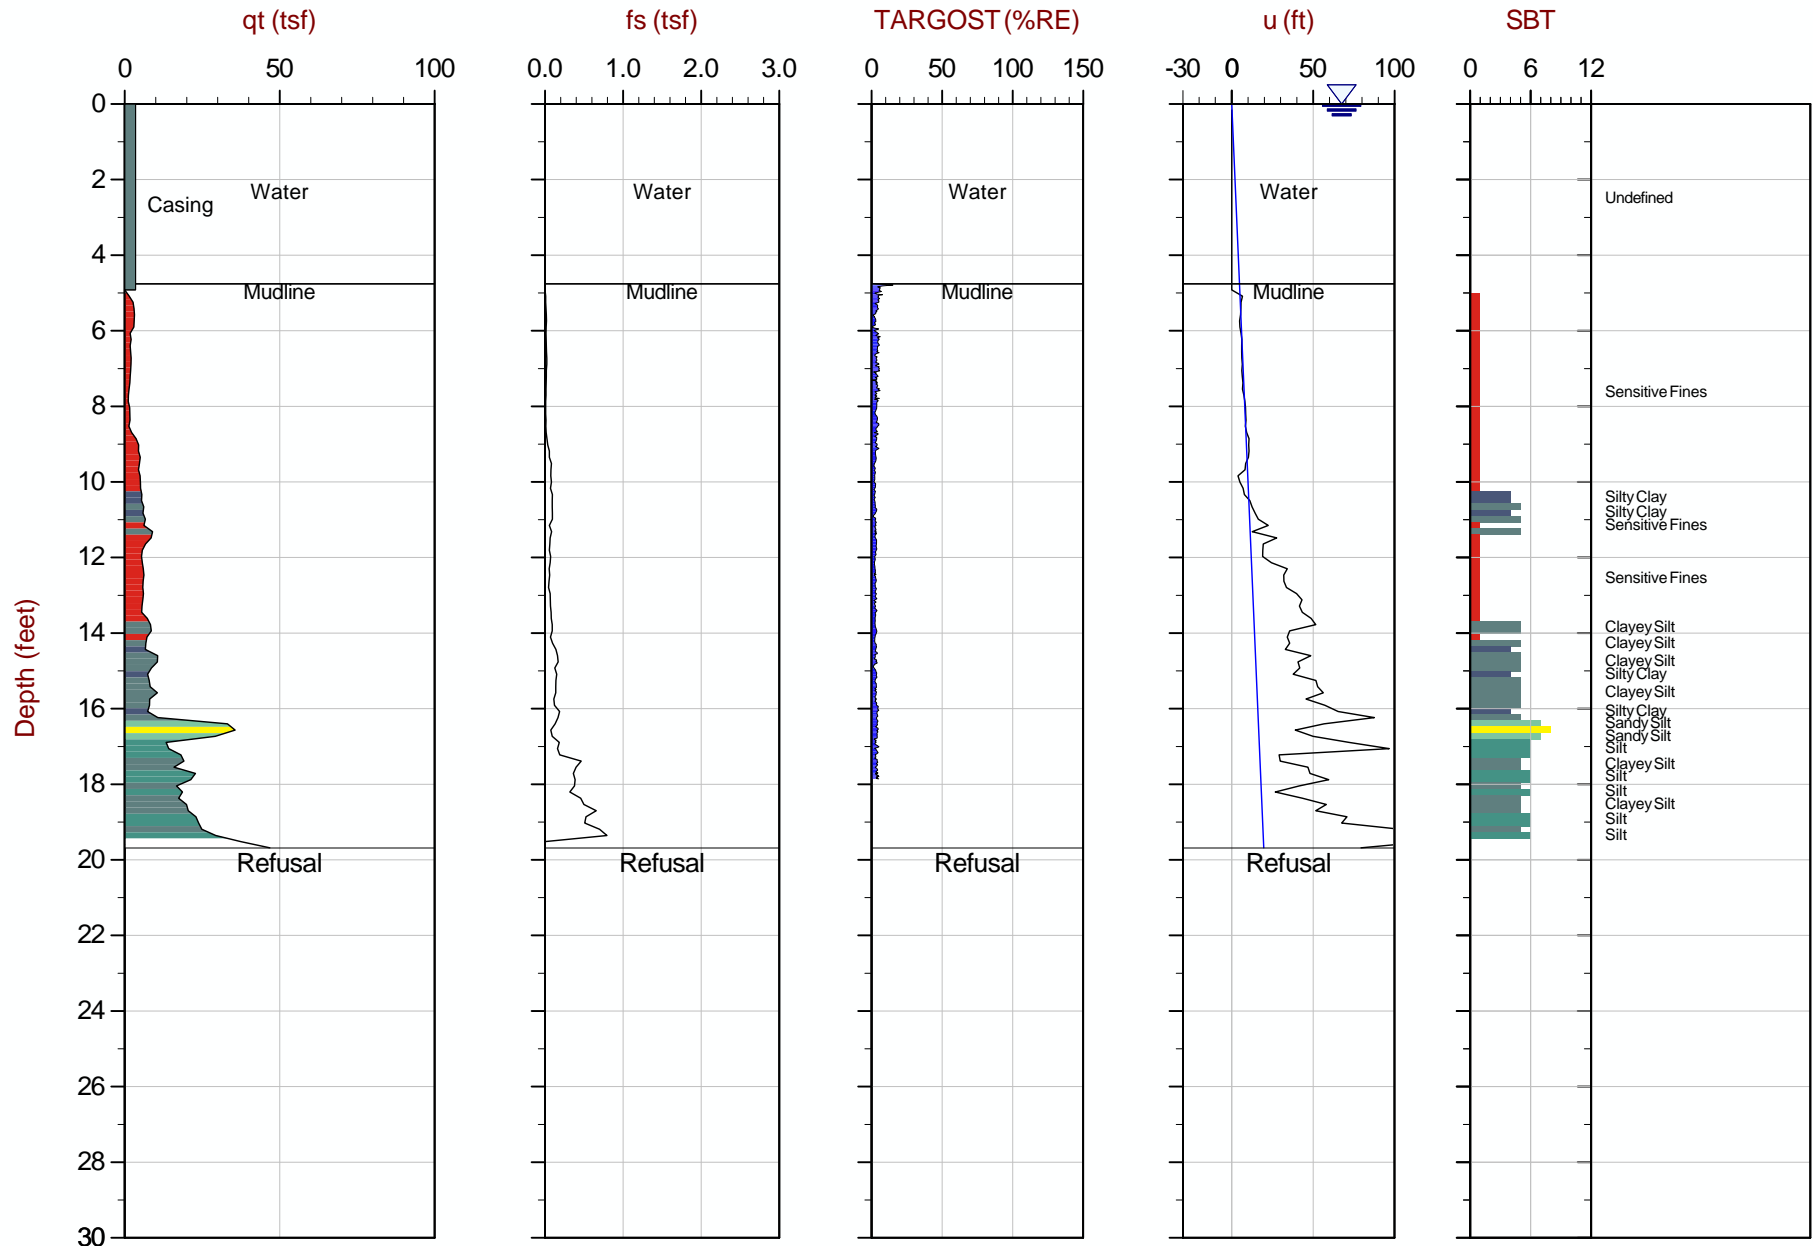 qt (tsf) fs (tsf) TARGOST (%RE) u (ft) SBT
0 50 100 0.0 1.0 2.0 3.0 0 50 100 150 -30 0 50 100 0 6 12
0
2
4
6
8
10
12
14
16
18
20
22
24
26
28
30
Depth (feet)
Casing
Water Water Water Water
Mudline Mudline Mudline Mudline
Refusal Refusal Refusal Refusal
Undefined
Sensitive Fines
Silty Clay
Silty Clay
Sensitive Fines
Sensitive Fines
Clayey Silt
Clayey Silt
Clayey Silt
Silty Clay
Clayey Silt
Silty Clay
Sandy Silt
Sandy Silt
Silt
Clayey Silt
Silt
Silt
Clayey Silt
Silt
Silt